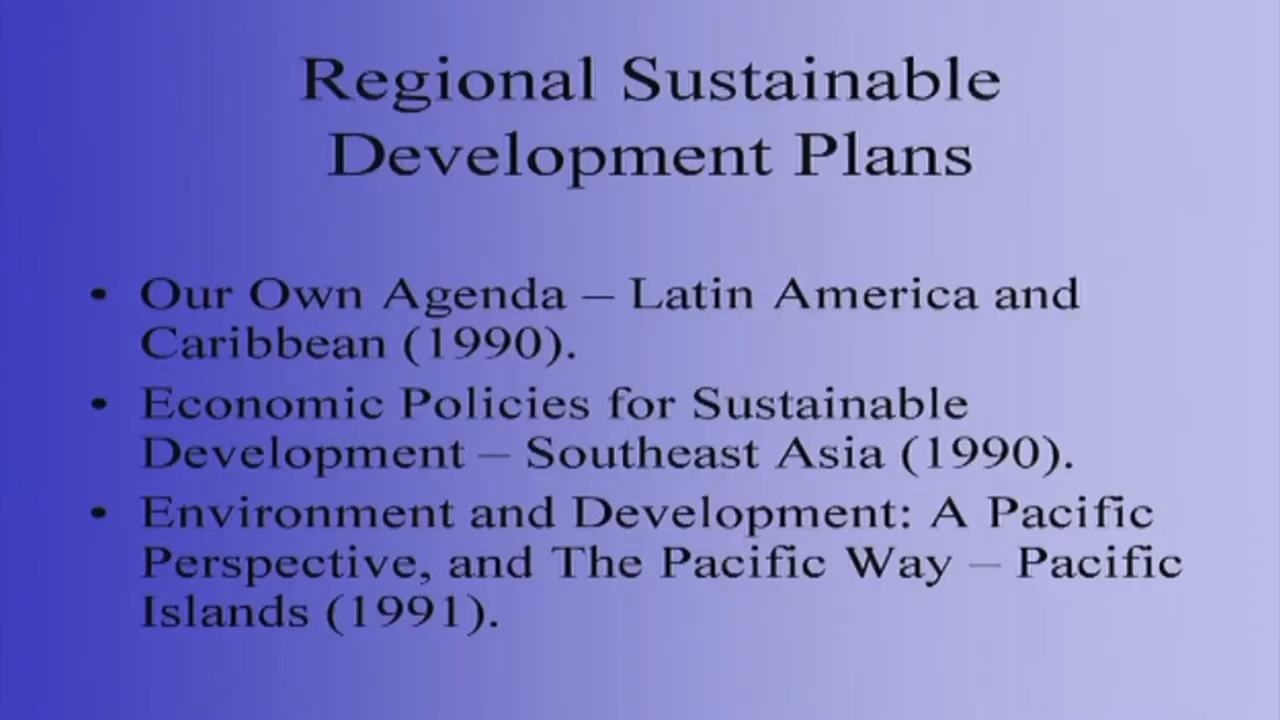 Regional Sustainable
Development Plans
• Our Own Agenda – Latin America and
Caribbean (1990).
• Economic Policies for Sustainable
Development – Southeast Asia (1990).
• Environment and Development: A Pacific
Perspective, and The Pacific Way – Pacific
Islands (1991).